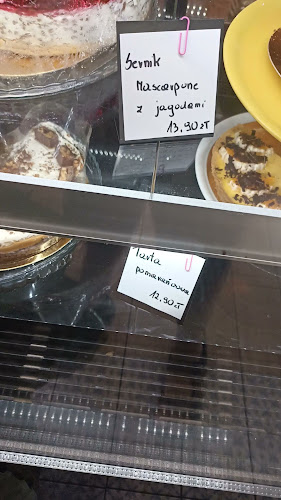 Sernik
Mascarpone
z jagodami
13,90 zł
Tarta
pomarańczowa
12,90 zł